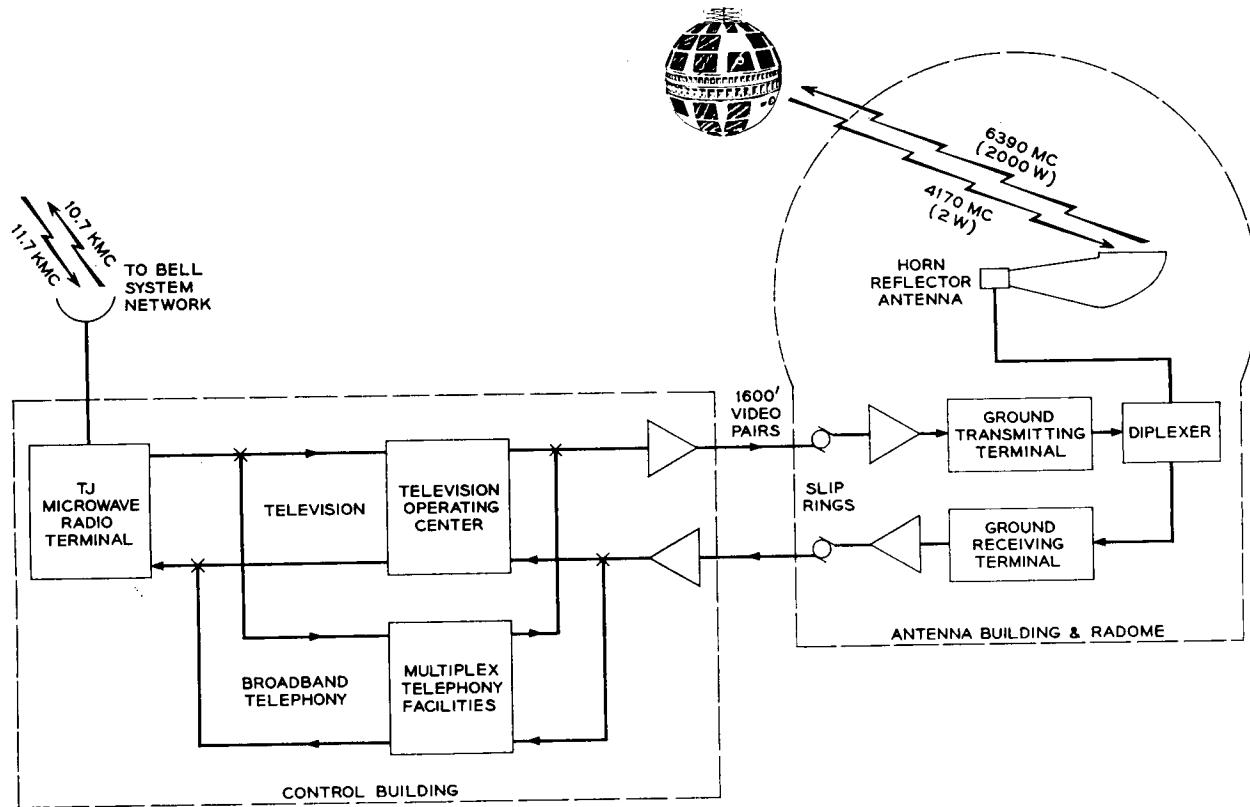 6390 MC
(2000 W)
4170 MC
(2 W)
10.7 KMC
11.7 KMC
TO BELL
SYSTEM
NETWORK
HORN
REFLECTOR
ANTENNA
1600'
VIDEO
PAIRS
GROUND
TRANSMITTING
TERMINAL
DIPLEXER
TJ
MICROWAVE
RADIO
TERMINAL
TELEVISION
TELEVISION
OPERATING
CENTER
SLIP
RINGS
GROUND
RECEIVING
TERMINAL
ANTENNA BUILDING & RADOME
BROADBAND
TELEPHONY
MULTIPLEX
TELEPHONY
FACILITIES
CONTROL BUILDING